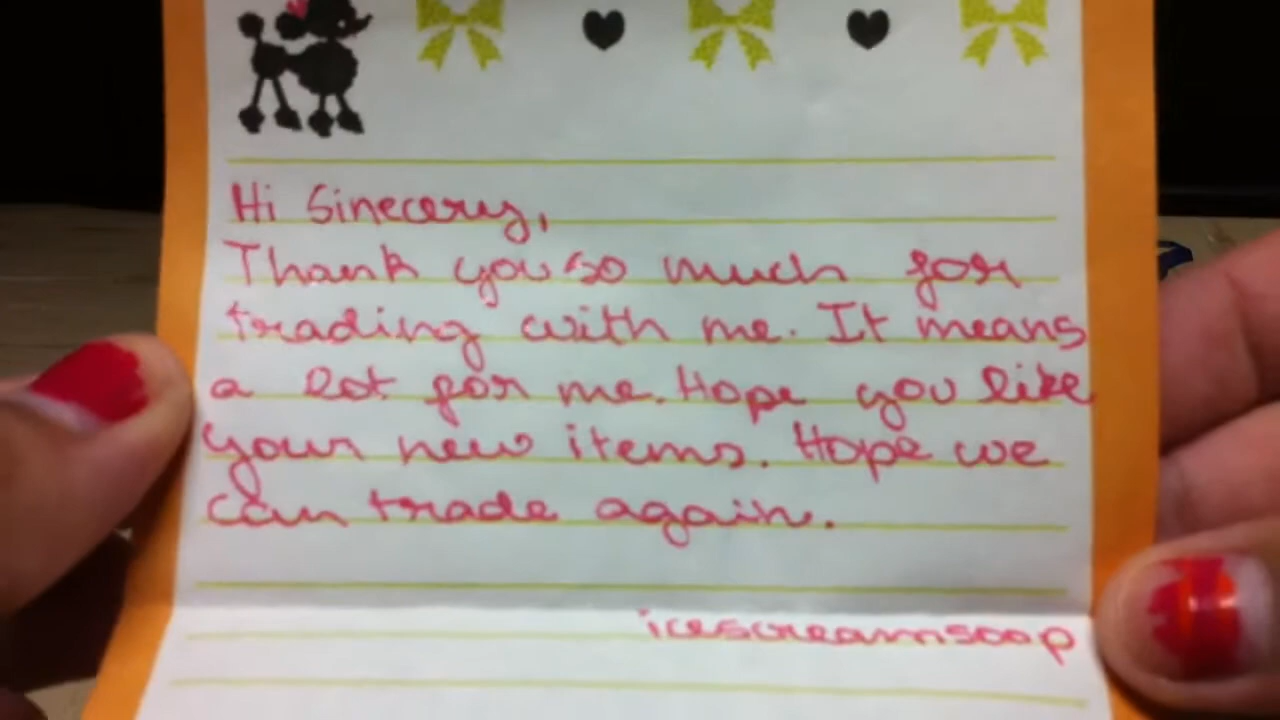 Hi Sinecery,
Thank you so much for
trading with me. It means
a lot for me. Hope you like
your new items. Hope we
can trade again.
icescreamsoop